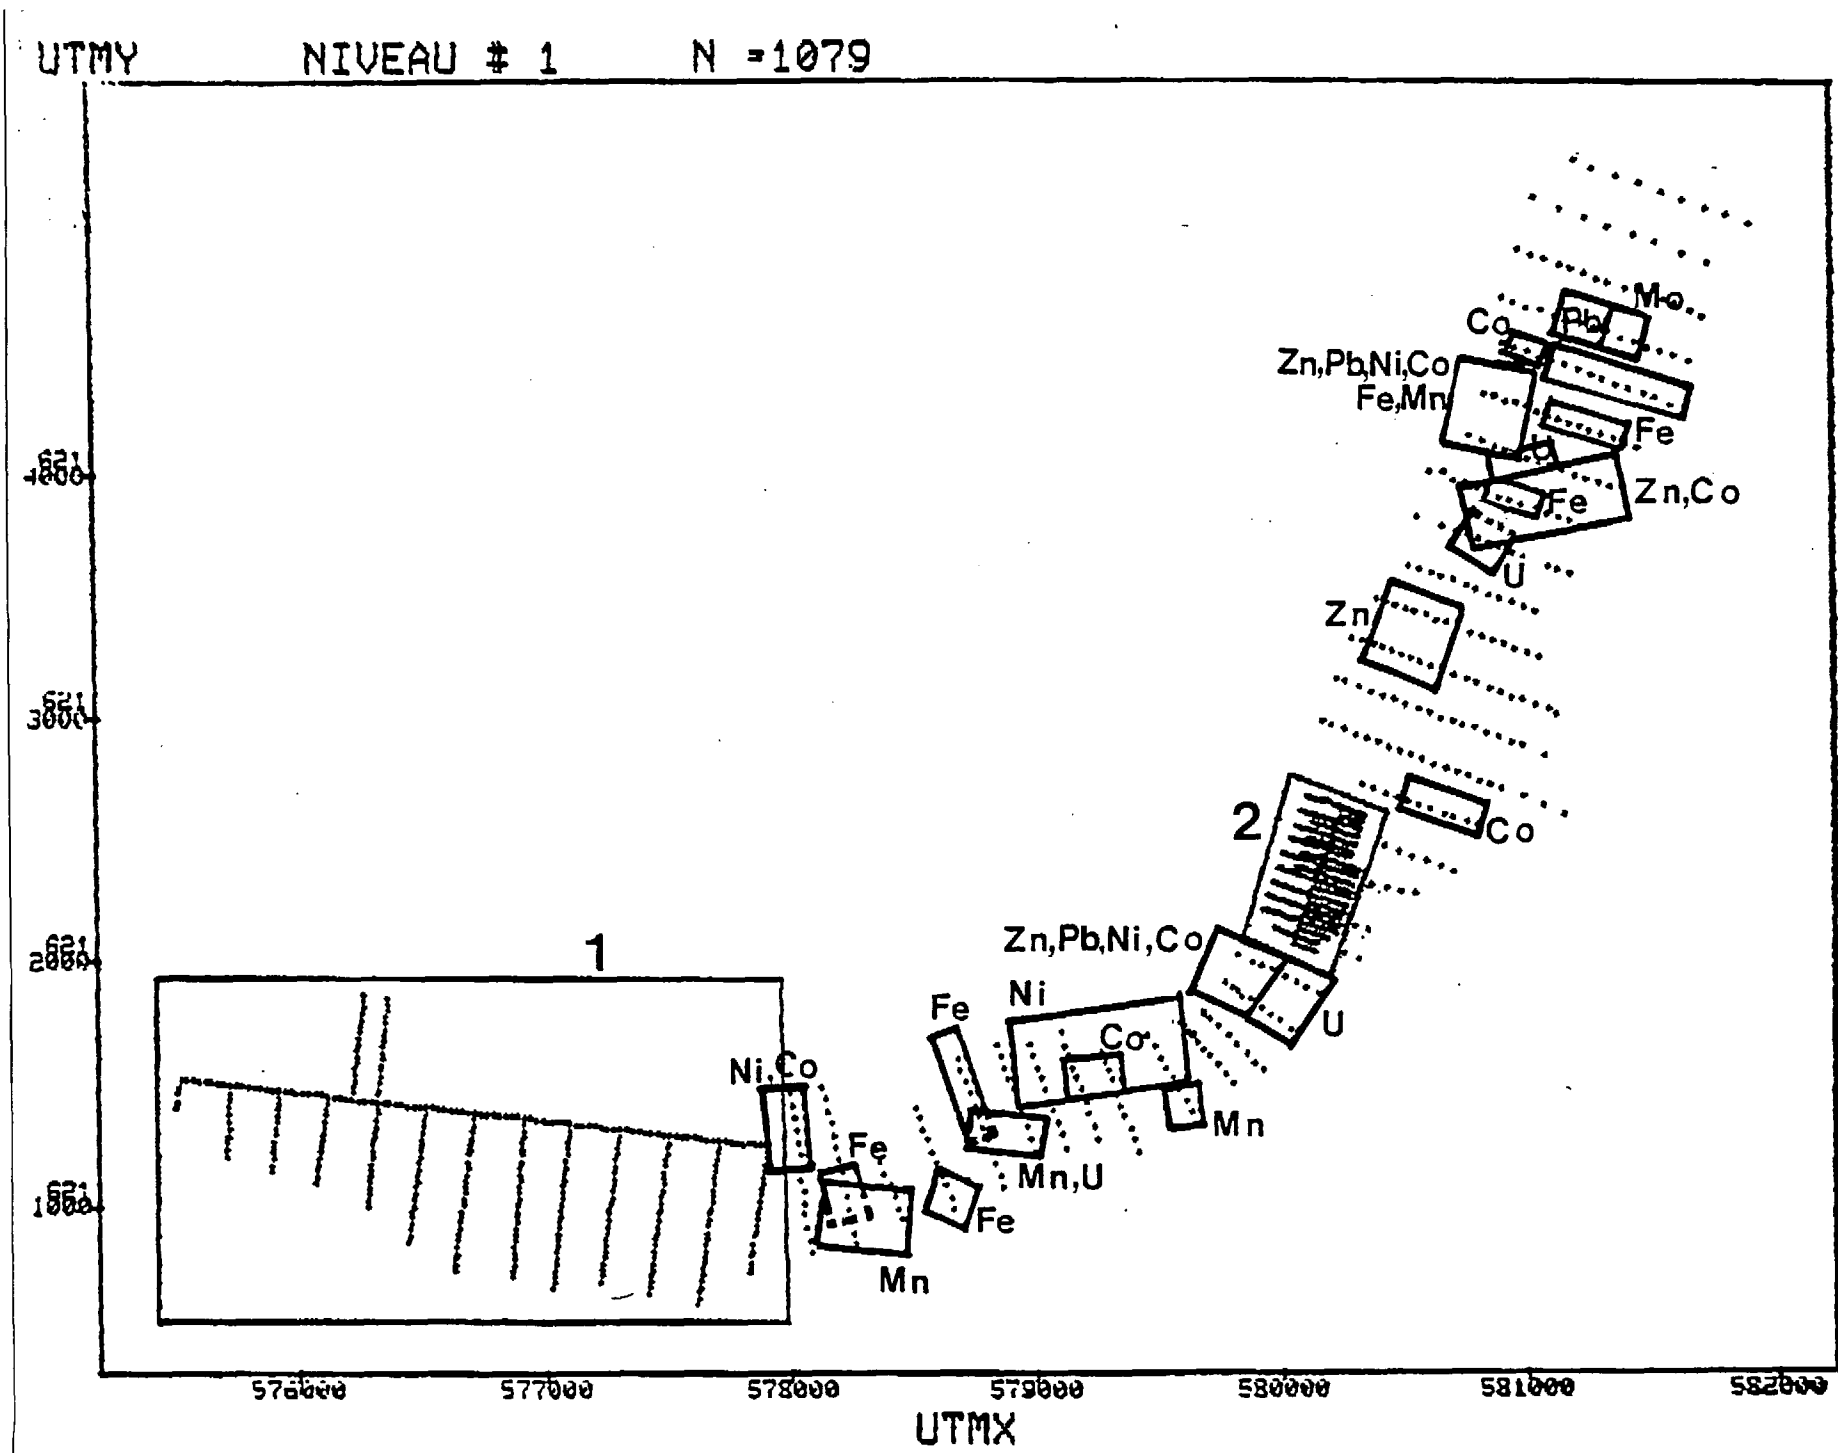 UTMY NIVEAU # 1 N =1079
Mo
Pb
Co
Zn,Pb,Ni,Co
Fe,Mn
Fe
U
621
4000
Zn,Co
Fe
U
Zn
621
3000
2
Co
Zn,Pb,Ni,Co
621
2000
1
Ni
Fe
U
Co
Ni,Co
Mn
Fe
Mn,U
621
1000
Fe
Mn
576000 577000 578000 579000 580000 581000 582000
UTMX